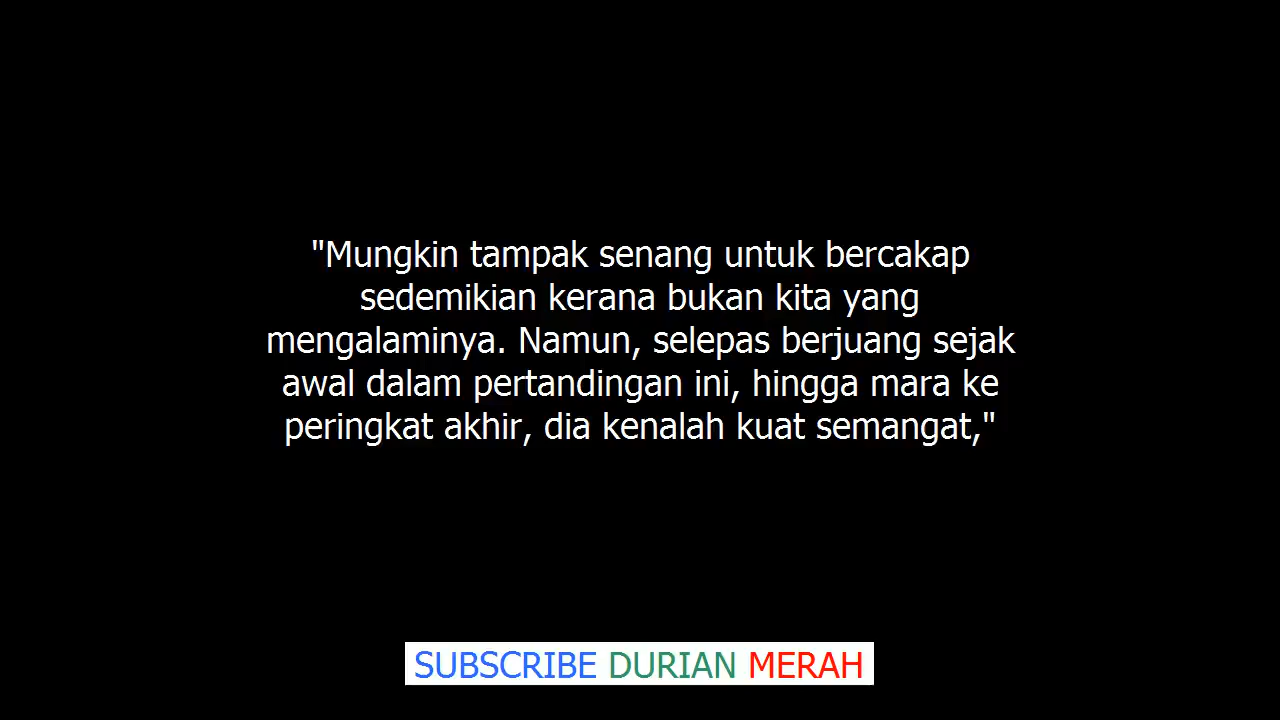 "Mungkin tampak senang untuk bercakap
sedemikian kerana bukan kita yang
mengalaminya. Namun, selepas berjuang sejak
awal dalam pertandingan ini, hingga mara ke
peringkat akhir, dia kenalah kuat semangat,"
SUBSCRIBE DURIAN MERAH